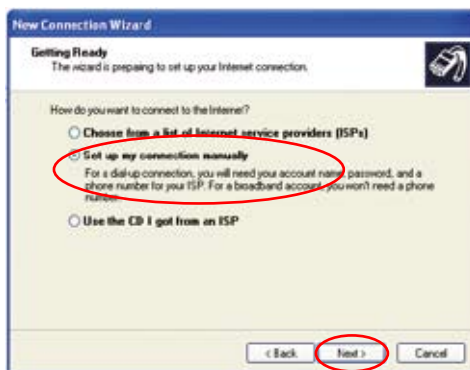 New Connection Wizard
Getting Ready
The wizard is preparing to set up your Internet connection.
How do you want to connect to the Internet?
Choose from a list of Internet service providers (ISPs)
Set up my connection manually
For a dial-up connection, you will need your account name, password, and a
phone number for your ISP. For a broadband account, you won't need a phone
number.
Use the CD I got from an ISP
< Back
Next >
Cancel